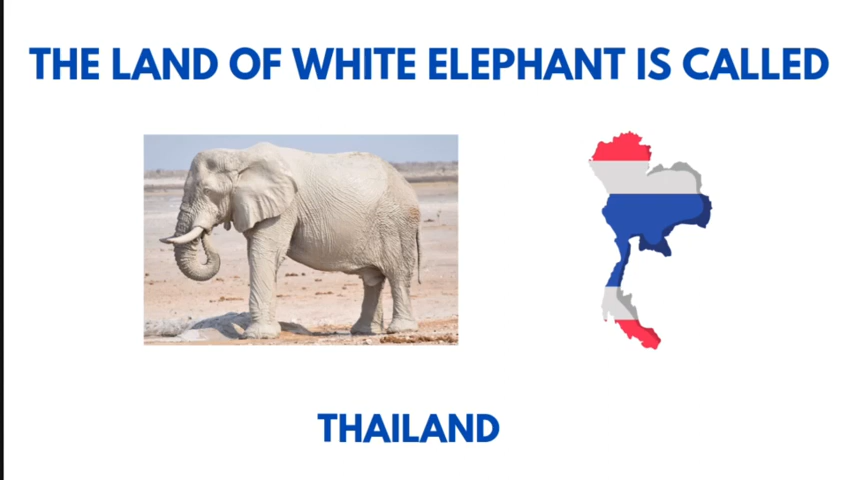 THE LAND OF WHITE ELEPHANT IS CALLED
THAILAND